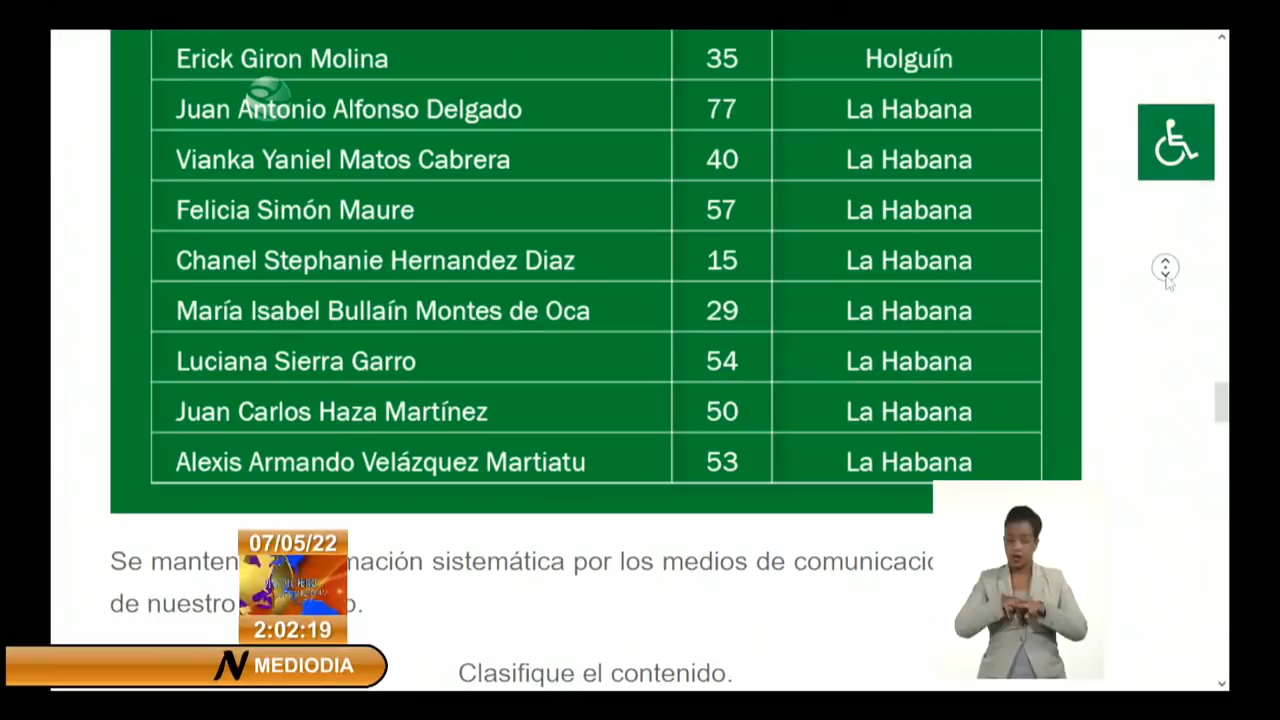 Erick Giron Molina 35 Holguín
Juan Antonio Alfonso Delgado 77 La Habana
Vianka Yaniel Matos Cabrera 40 La Habana
Felicia Simón Maure 57 La Habana
Chanel Stephanie Hernandez Diaz 15 La Habana
María Isabel Bullaín Montes de Oca 29 La Habana
Luciana Sierra Garro 54 La Habana
Juan Carlos Haza Martínez 50 La Habana
Alexis Armando Velázquez Martiatu 53 La Habana
Se manten mación sistemática por los medios de comunicació
de nuestro o.
07/05/22
2:02:19
N MEDIODIA
Clasifique el contenido.